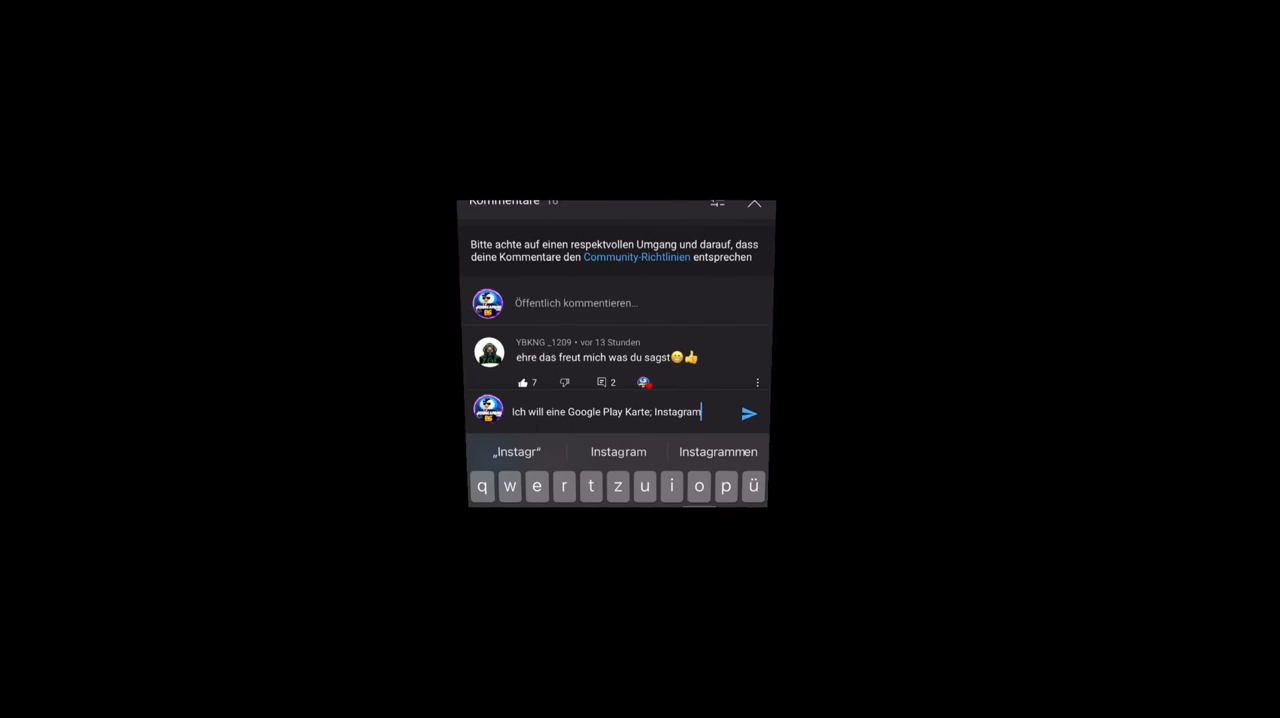 Kommentare 16
Bitte achte auf einen respektvollen Umgang und darauf, dass
deine Kommentare den Community-Richtlinien entsprechen
Öffentlich kommentieren...
YBKNG _1209 • vor 13 Stunden
ehre das freut mich was du sagst😁👍
7 2
Ich will eine Google Play Karte; Instagram
„Instagr“ Instagram Instagrammen
q w e r t z u i o p ü